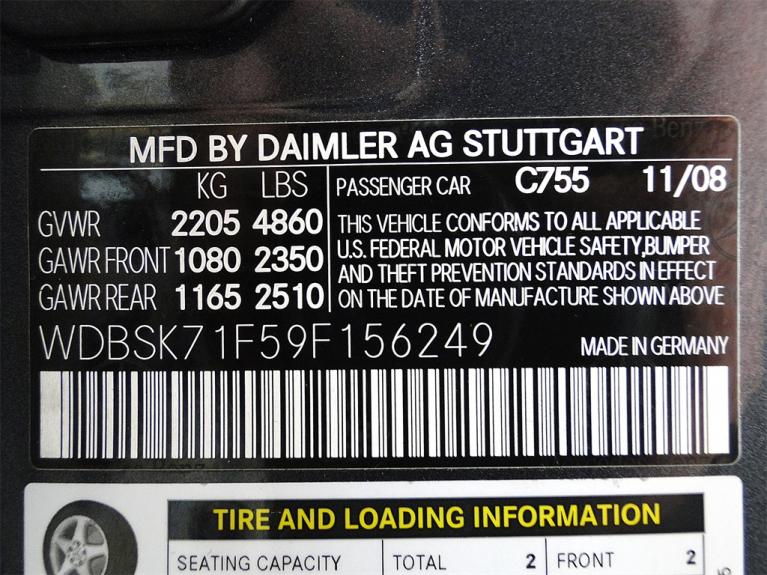 MFD BY DAIMLER AG STUTTGART
KG LBS
GVWR 2205 4860
GAWR FRONT 1080 2350
GAWR REAR 1165 2510
PASSENGER CAR C755 11/08
THIS VEHICLE CONFORMS TO ALL APPLICABLE
U.S. FEDERAL MOTOR VEHICLE SAFETY,BUMPER
AND THEFT PREVENTION STANDARDS IN EFFECT
ON THE DATE OF MANUFACTURE SHOWN ABOVE
WDBSK71F59F156249 MADE IN GERMANY
TIRE AND LOADING INFORMATION
SEATING CAPACITY TOTAL 2 FRONT 2